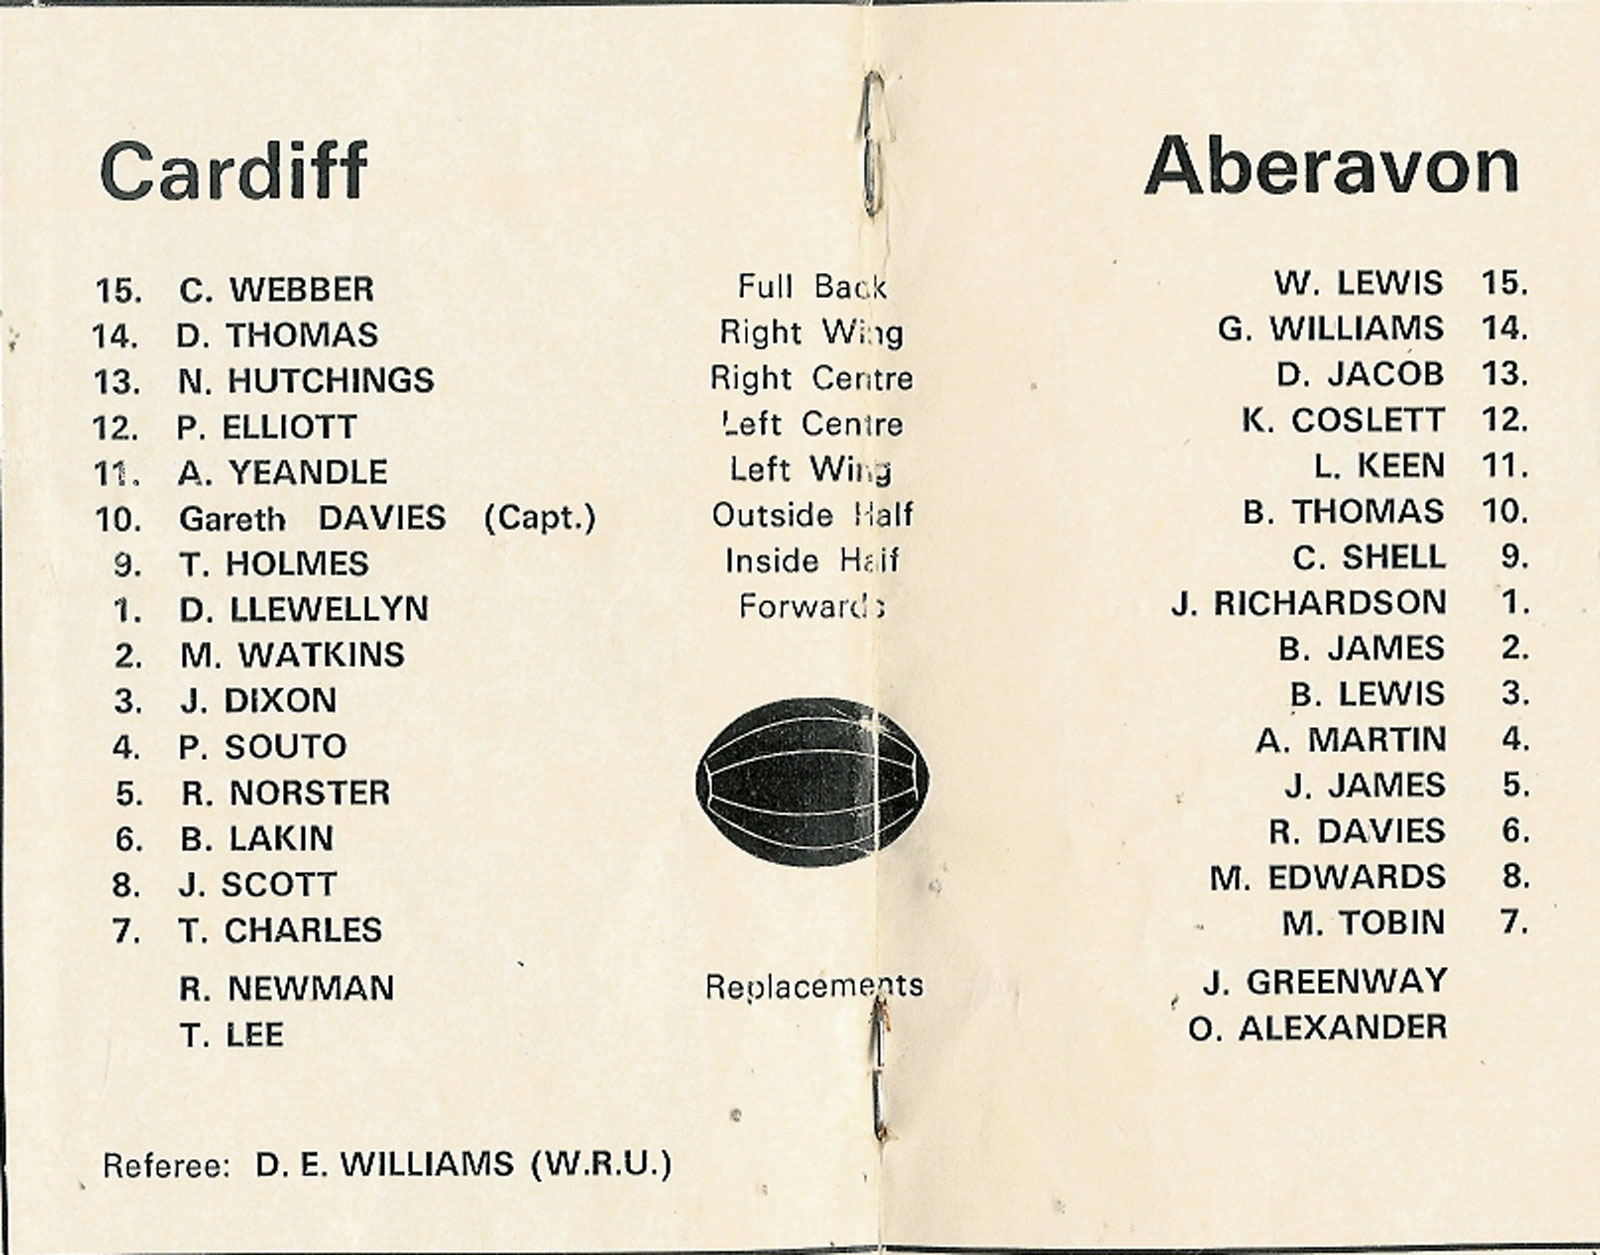 Cardiff Aberavon
15. C. WEBBER Full Back W. LEWIS 15.
14. D. THOMAS Right Wing G. WILLIAMS 14.
13. N. HUTCHINGS Right Centre D. JACOB 13.
12. P. ELLIOTT Left Centre K. COSLETT 12.
11. A. YEANDLE Left Wing L. KEEN 11.
10. Gareth DAVIES (Capt.) Outside Half B. THOMAS 10.
9. T. HOLMES Inside Half C. SHELL 9.
1. D. LLEWELLYN Forwards J. RICHARDSON 1.
2. M. WATKINS B. JAMES 2.
3. J. DIXON B. LEWIS 3.
4. P. SOUTO A. MARTIN 4.
5. R. NORSTER J. JAMES 5.
6. B. LAKIN R. DAVIES 6.
8. J. SCOTT M. EDWARDS 8.
7. T. CHARLES M. TOBIN 7.
R. NEWMAN Replacements J. GREENWAY
T. LEE O. ALEXANDER
Referee: D. E. WILLIAMS (W.R.U.)